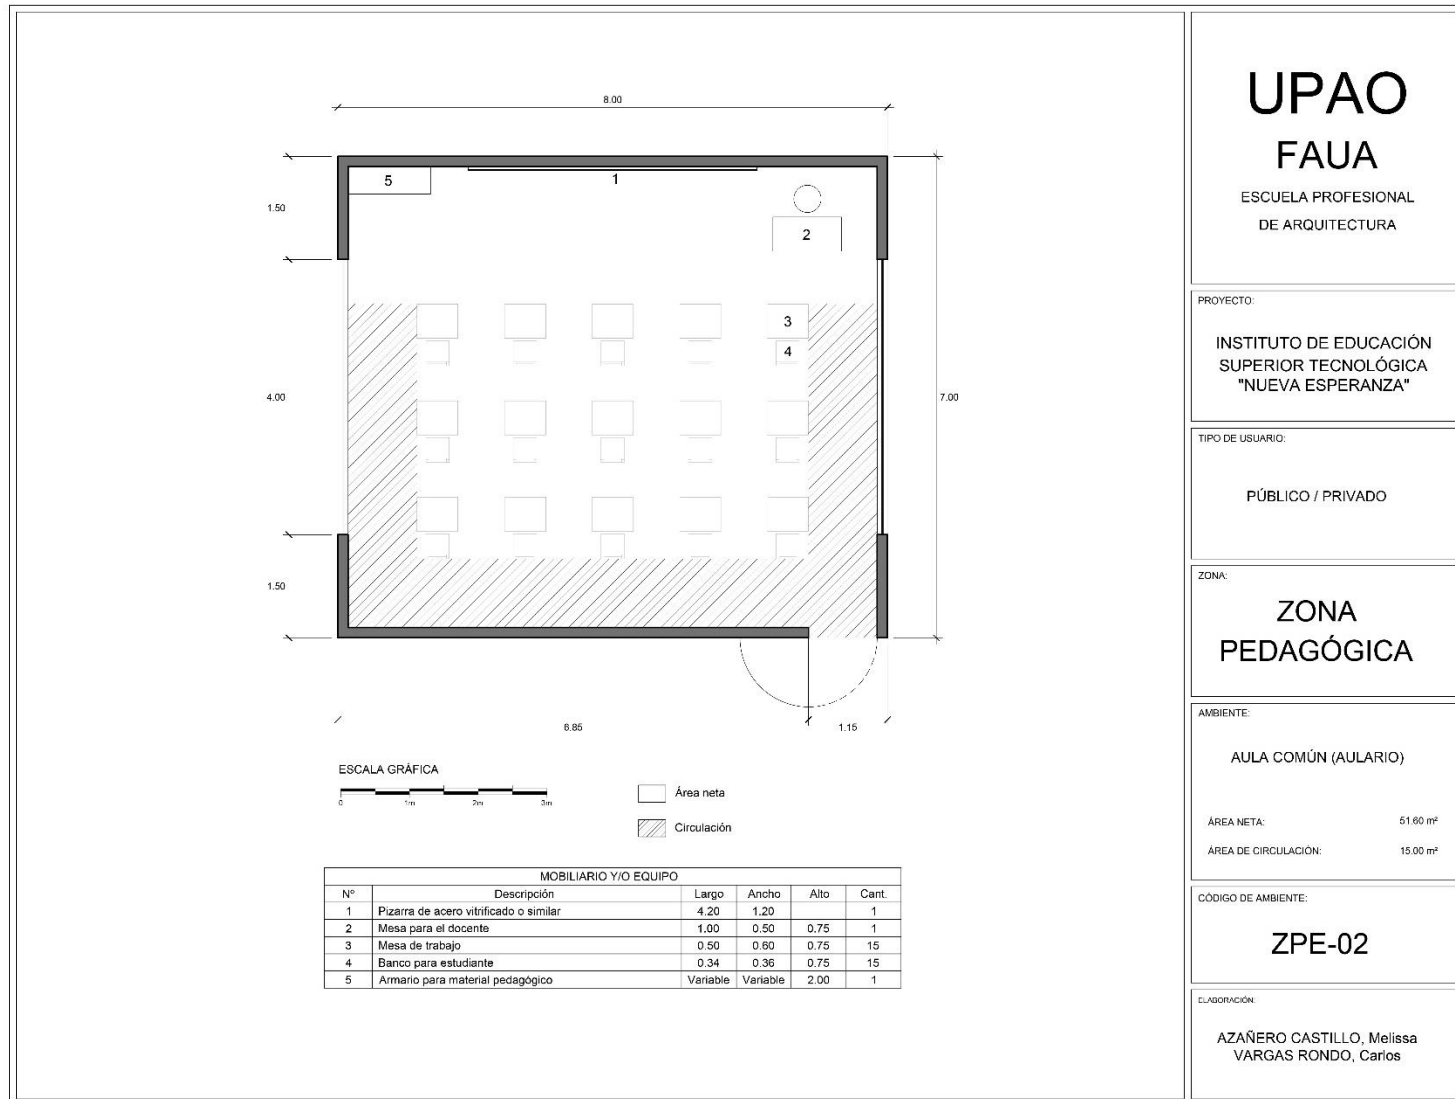 8.00
5
1
1.50
2
3
4
4.00
7.00
1.50
6.85
1.15
ESCALA GRÁFICA
0 1m 2m 3m
Área neta
Circulación
MOBILIARIO Y/O EQUIPO
Nº Descripción Largo Ancho Alto Cant.
1 Pizarra de acero vitrificado o similar 4.20 1.20 1
2 Mesa para el docente 1.00 0.50 0.75 1
3 Mesa de trabajo 0.50 0.60 0.75 15
4 Banco para estudiante 0.34 0.36 0.75 15
5 Armario para material pedagógico Variable Variable 2.00 1
UPAO
FAUA
ESCUELA PROFESIONAL
DE ARQUITECTURA
PROYECTO:
INSTITUTO DE EDUCACIÓN
SUPERIOR TECNOLÓGICA
"NUEVA ESPERANZA"
TIPO DE USUARIO:
PÚBLICO / PRIVADO
ZONA:
ZONA
PEDAGÓGICA
AMBIENTE:
AULA COMÚN (AULARIO)
ÁREA NETA: 51.60 m²
ÁREA DE CIRCULACIÓN: 15.00 m²
CÓDIGO DE AMBIENTE:
ZPE-02
ELABORACIÓN:
AZAÑERO CASTILLO, Melissa
VARGAS RONDO, Carlos